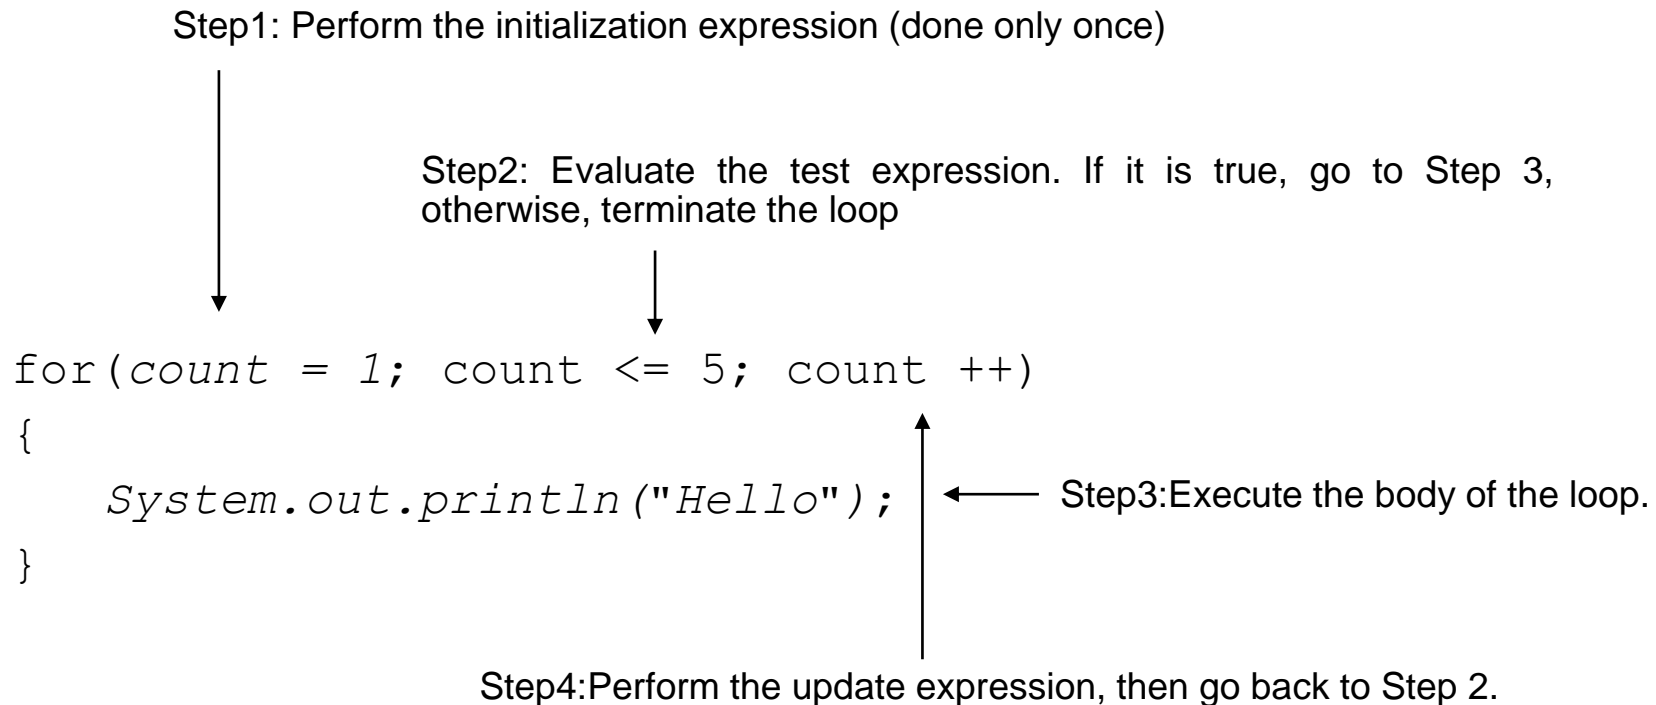 Step1: Perform the initialization expression (done only once)
Step2: Evaluate the test expression. If it is true, go to Step 3,
otherwise, terminate the loop
for(count = 1; count <= 5; count ++)
{
System.out.println("Hello");
Step3:Execute the body of the loop.
}
Step4:Perform the update expression, then go back to Step 2.